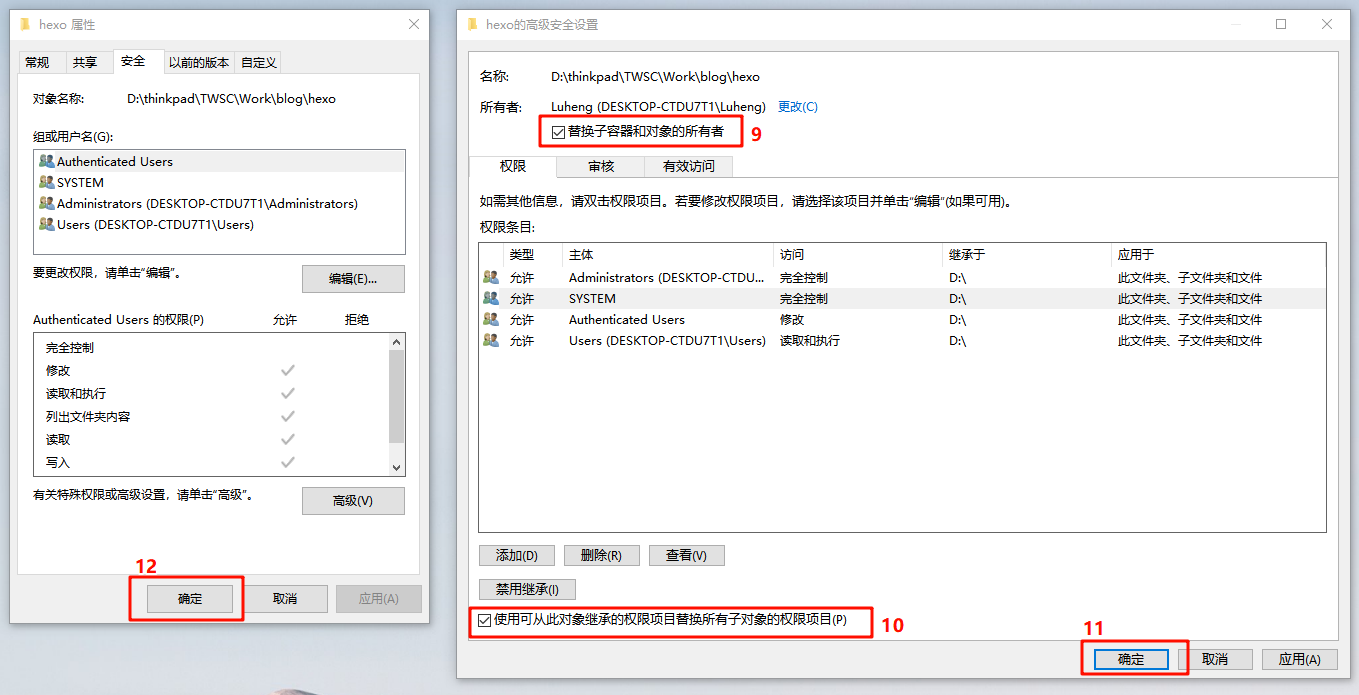 hexo 属性
常规 共享 安全 以前的版本 自定义
对象名称: D:\thinkpad\TWSC\Work\blog\hexo
组或用户名(G):
Authenticated Users
SYSTEM
Administrators (DESKTOP-CTDU7T1\Administrators)
Users (DESKTOP-CTDU7T1\Users)
要更改权限，请单击“编辑”。
编辑(E)...
Authenticated Users 的权限(P) 允许 拒绝
完全控制
修改
读取和执行
列出文件夹内容
读取
写入
有关特殊权限或高级设置，请单击“高级”。
高级(V)
12
确定 取消 应用(A)
hexo的高级安全设置
名称: D:\thinkpad\TWSC\Work\blog\hexo
所有者: Luheng (DESKTOP-CTDU7T1\Luheng) 更改(C)
替换子容器和对象的所有者 9
权限 审核 有效访问
如需其他信息，请双击权限项目。若要修改权限项目，请选择该项目并单击“编辑”(如果可用)。
权限条目:
类型 主体 访问 继承于 应用于
允许 Administrators (DESKTOP-CTDU... 完全控制 D:\ 此文件夹、子文件夹和文件
允许 SYSTEM 完全控制 D:\ 此文件夹、子文件夹和文件
允许 Authenticated Users 修改 D:\ 此文件夹、子文件夹和文件
允许 Users (DESKTOP-CTDU7T1\Users) 读取和执行 D:\ 此文件夹、子文件夹和文件
添加(D) 删除(R) 查看(V)
禁用继承(I)
使用可从此对象继承的权限项目替换所有子对象的权限项目(P) 10
11
确定 取消 应用(A)